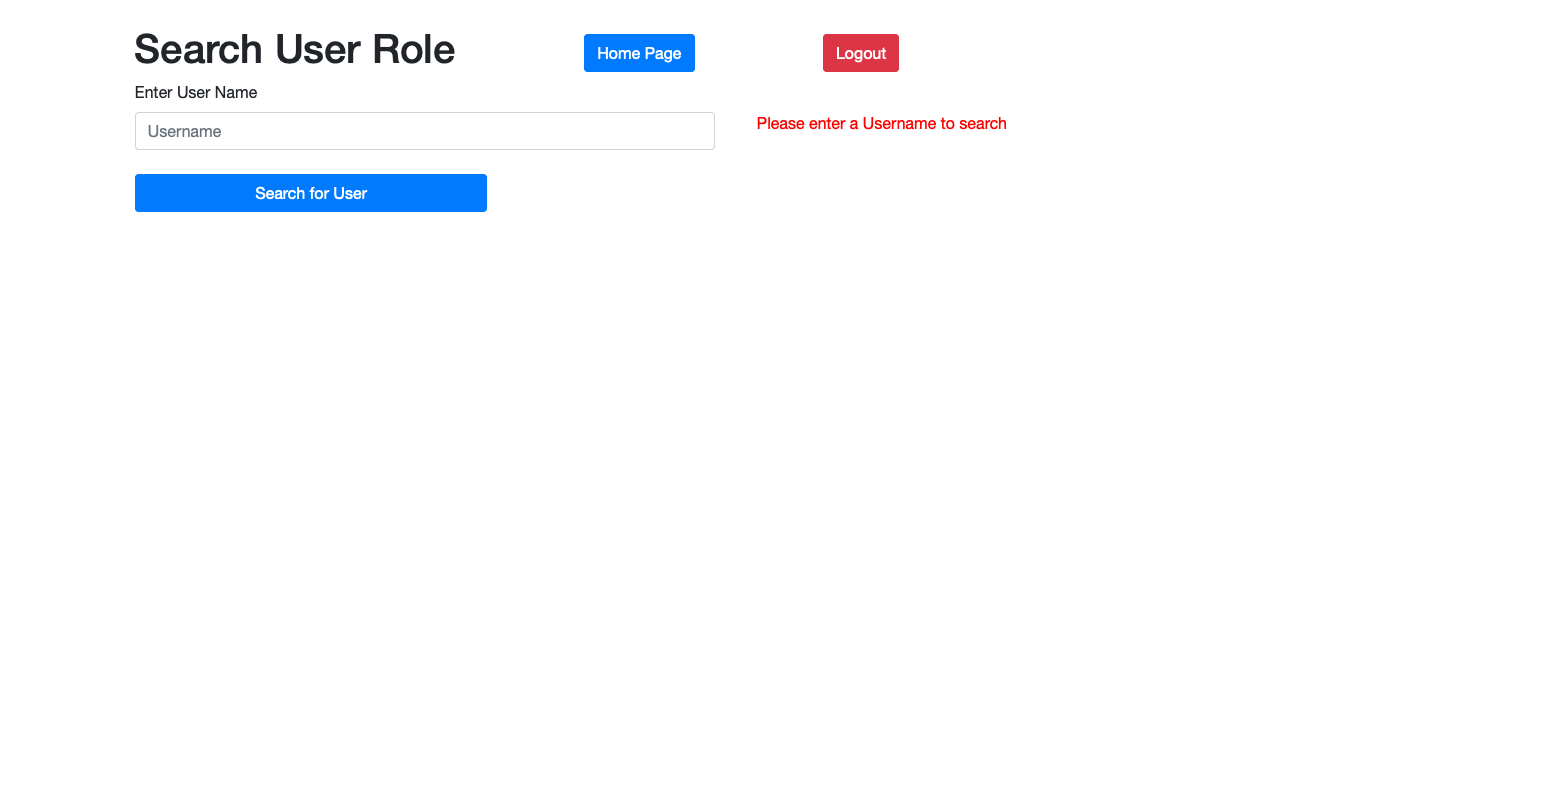 Search User Role
Home Page
Logout
Enter User Name
Username
Please enter a Username to search
Search for User